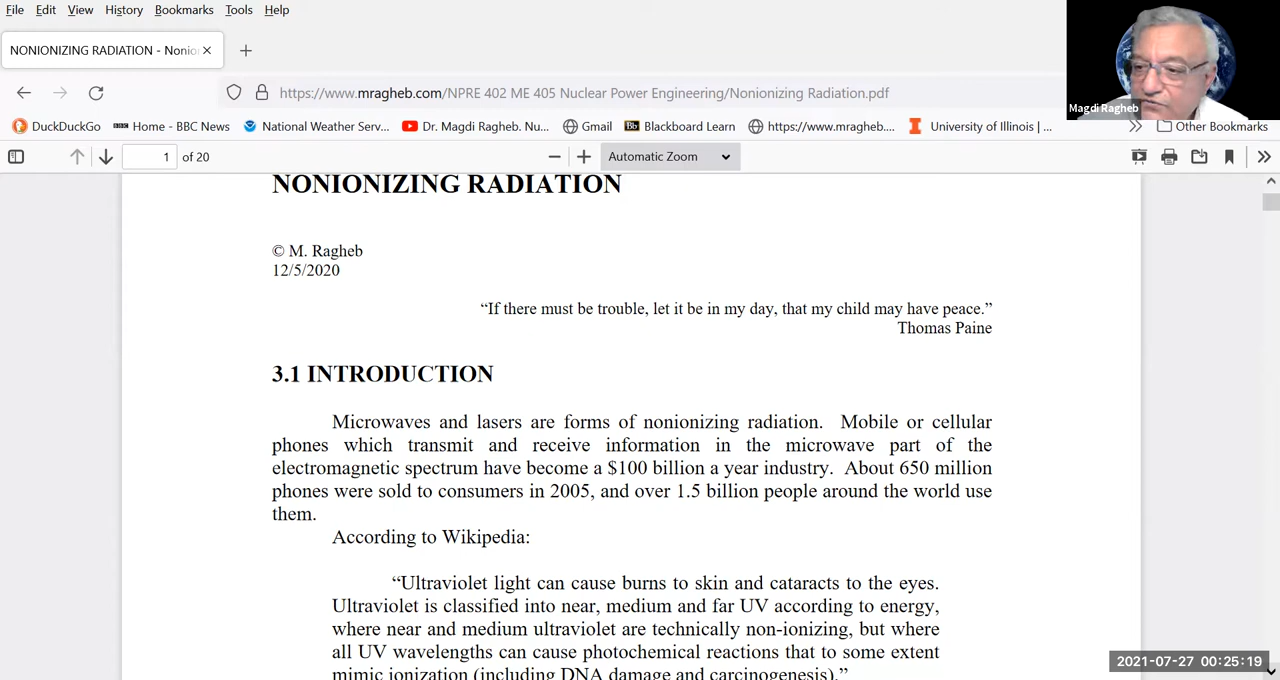 File Edit View History Bookmarks Tools Help
NONIONIZING RADIATION - Nonio
https://www.mragheb.com/NPRE 402 ME 405 Nuclear Power Engineering/Nonionizing Radiation.pdf
Magdi Ragheb
DuckDuckGo BBC Home - BBC News National Weather Serv... Dr. Magdi Ragheb. Nu... Gmail Bb Blackboard Learn https://www.mragheb.... University of Illinois | ... Other Bookmarks
1 of 20 Automatic Zoom
NONIONIZING RADIATION
© M. Ragheb
12/5/2020
“If there must be trouble, let it be in my day, that my child may have peace.”
Thomas Paine
3.1 INTRODUCTION
Microwaves and lasers are forms of nonionizing radiation. Mobile or cellular
phones which transmit and receive information in the microwave part of the
electromagnetic spectrum have become a $100 billion a year industry. About 650 million
phones were sold to consumers in 2005, and over 1.5 billion people around the world use
them.
According to Wikipedia:
“Ultraviolet light can cause burns to skin and cataracts to the eyes.
Ultraviolet is classified into near, medium and far UV according to energy,
where near and medium ultraviolet are technically non-ionizing, but where
all UV wavelengths can cause photochemical reactions that to some extent
mimic ionization (including DNA damage and carcinogenesis).”
2021-07-27 00:25:19